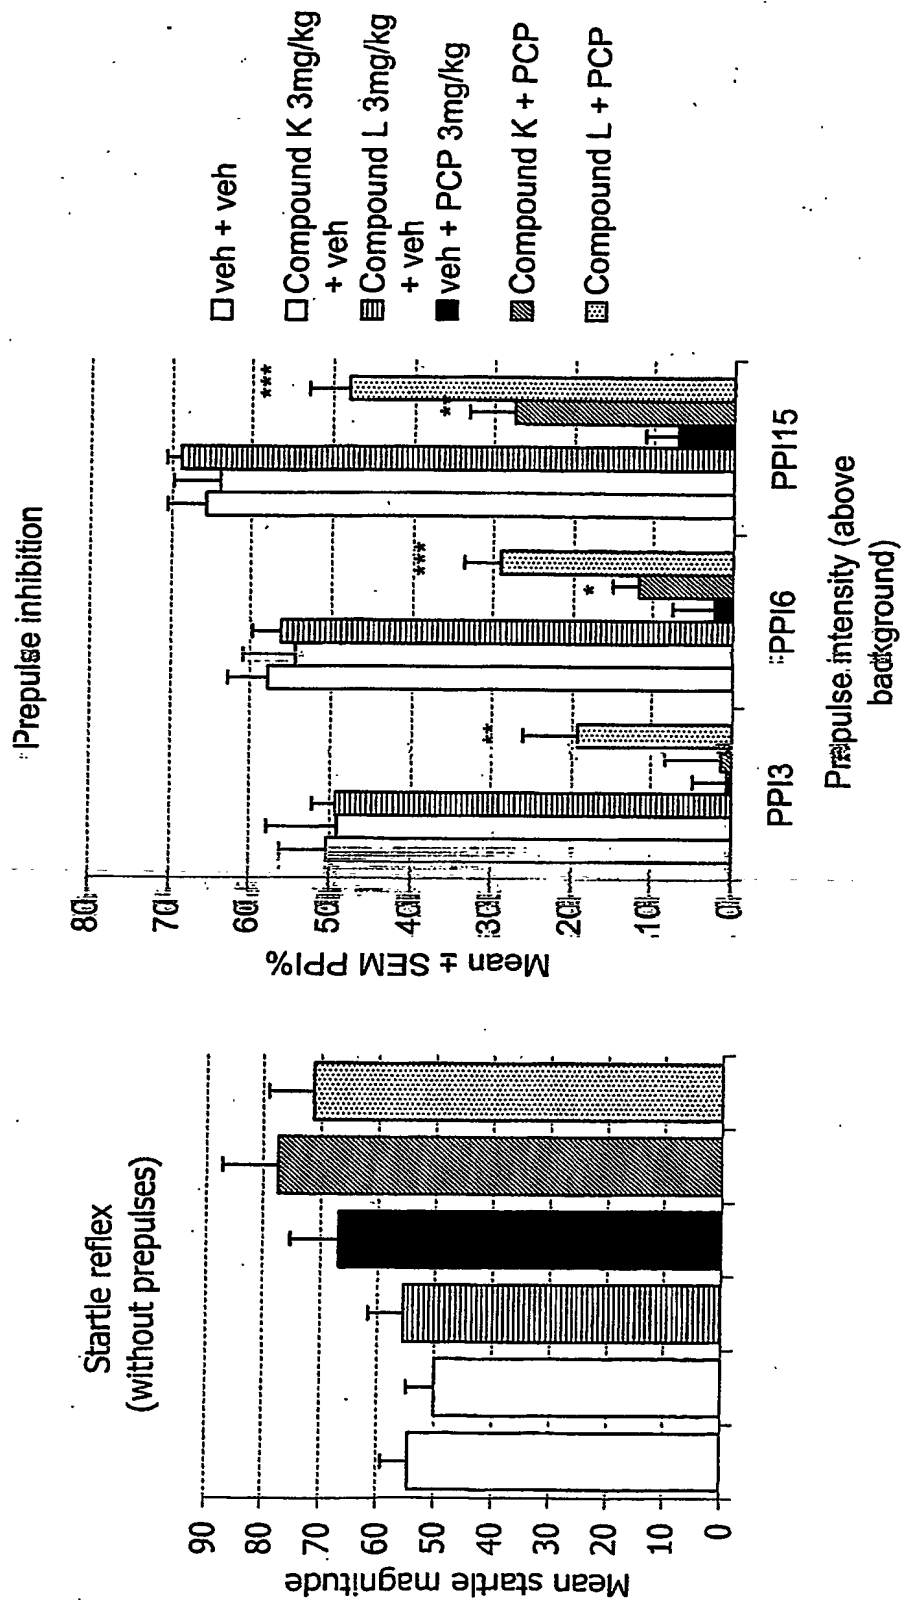 Startle reflex
(without prepulses)
Mean startle magnitude
90
80
70
60
50
40
30
20
10
0
Prepulse inhibition
Mean ± SEM PPI%
80
70
60
50
40
30
20
10
0
**
* ***
** ***
PPI3 PPI6 PPI15
Prepulse intensity (above
background)
veh + veh
Compound K 3mg/kg
+ veh
Compound L 3mg/kg
+ veh
veh + PCP 3mg/kg
Compound K + PCP
Compound L + PCP